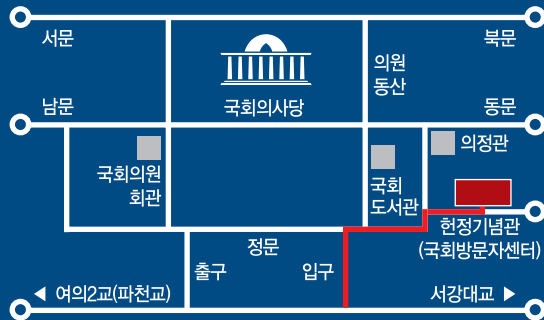 서문
북문
의원
동산
국회의사당
남문
동문
의정관
국회의원
회관
국회
도서관
헌정기념관
(국회방문자센터)
정문
출구
입구
여의2교(파천교)
서강대교